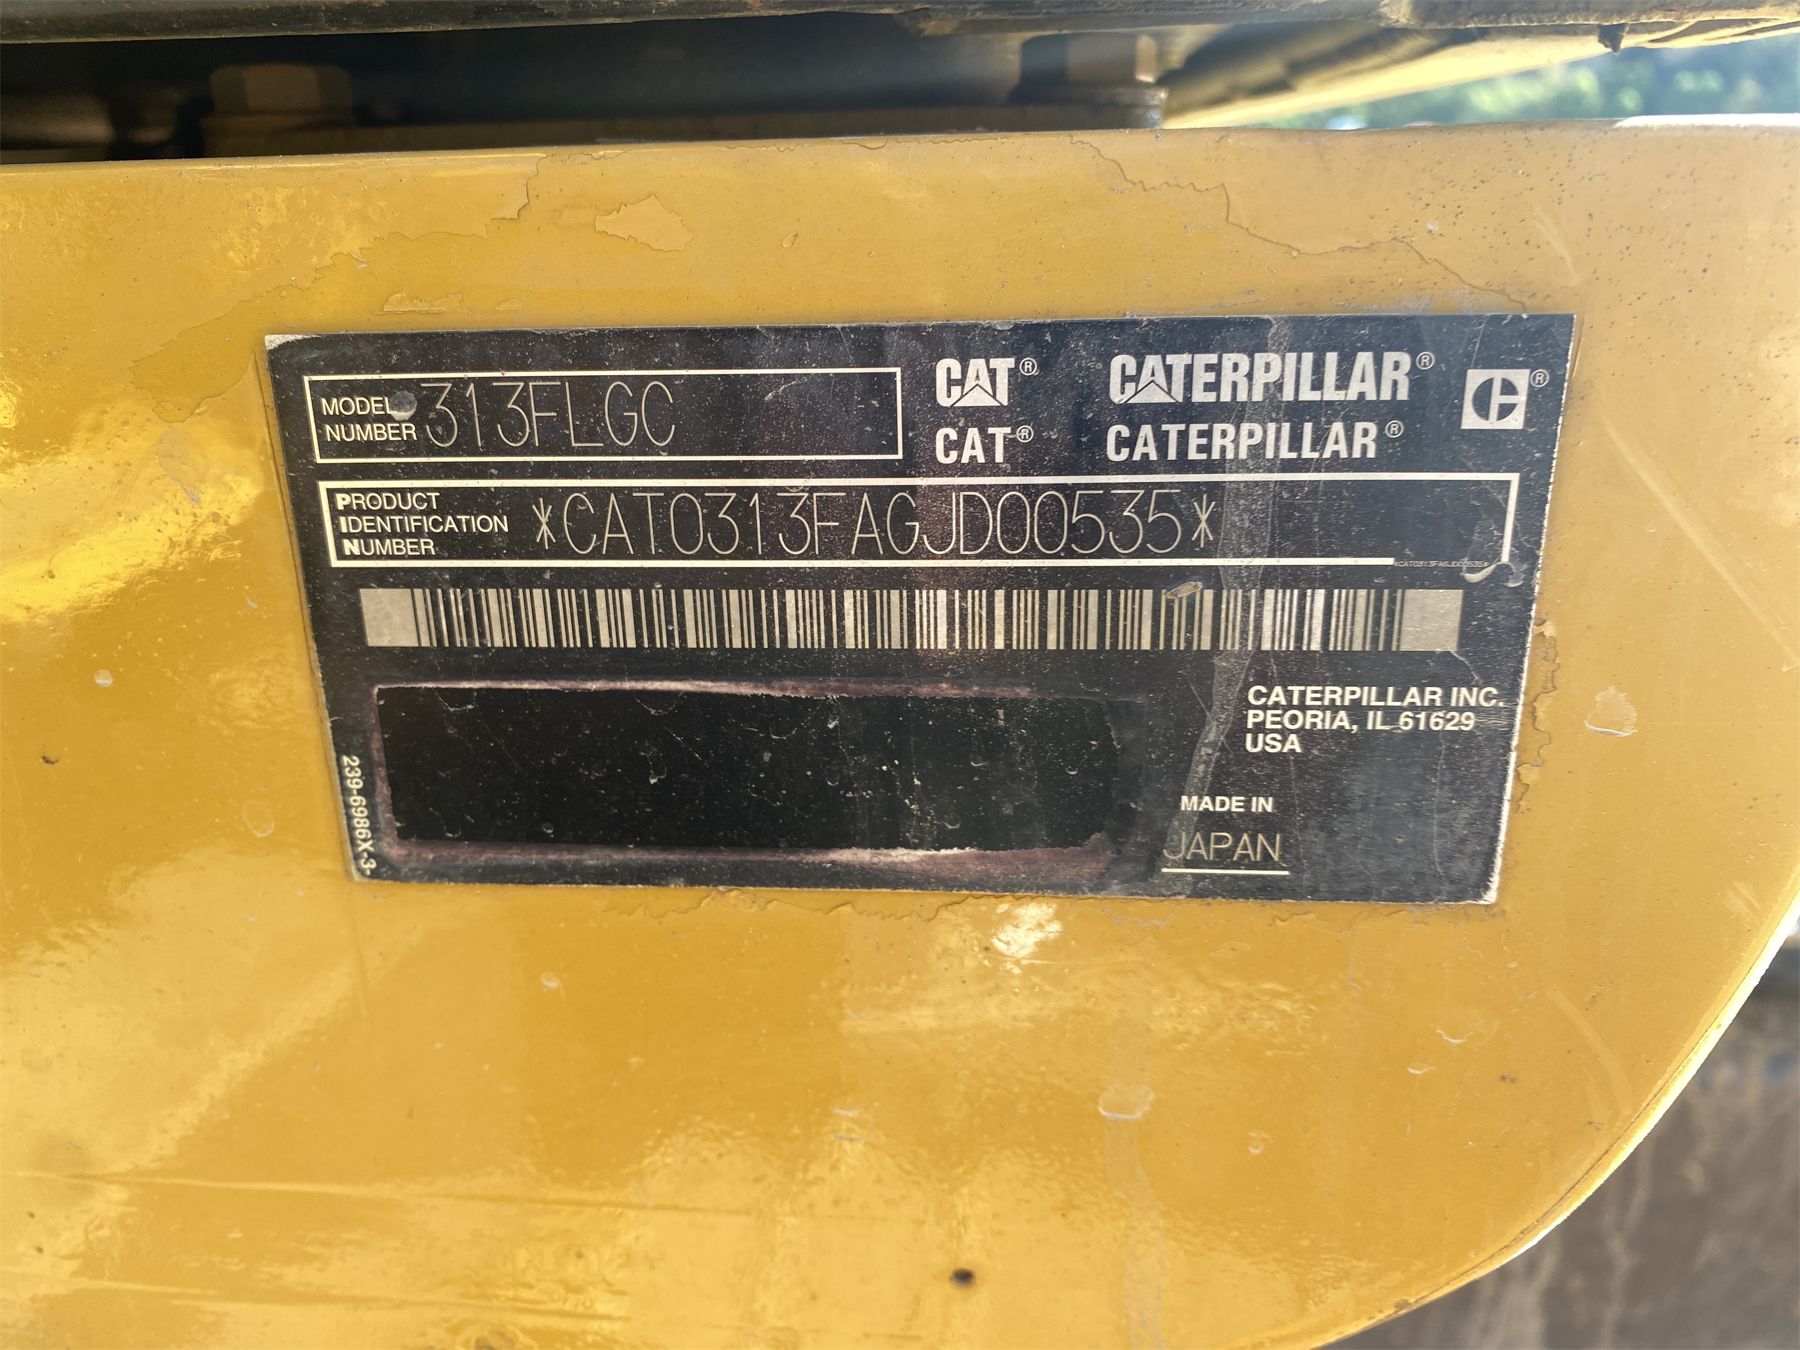 MODEL NUMBER 313FLGC
CAT® CATERPILLAR® ®
CAT® CATERPILLAR®
PRODUCT IDENTIFICATION NUMBER *CAT0313FAGJD00535*
*CAT0313FAGJD00535*
CATERPILLAR INC.
PEORIA, IL 61629
USA
MADE IN
JAPAN
239-6986X-3